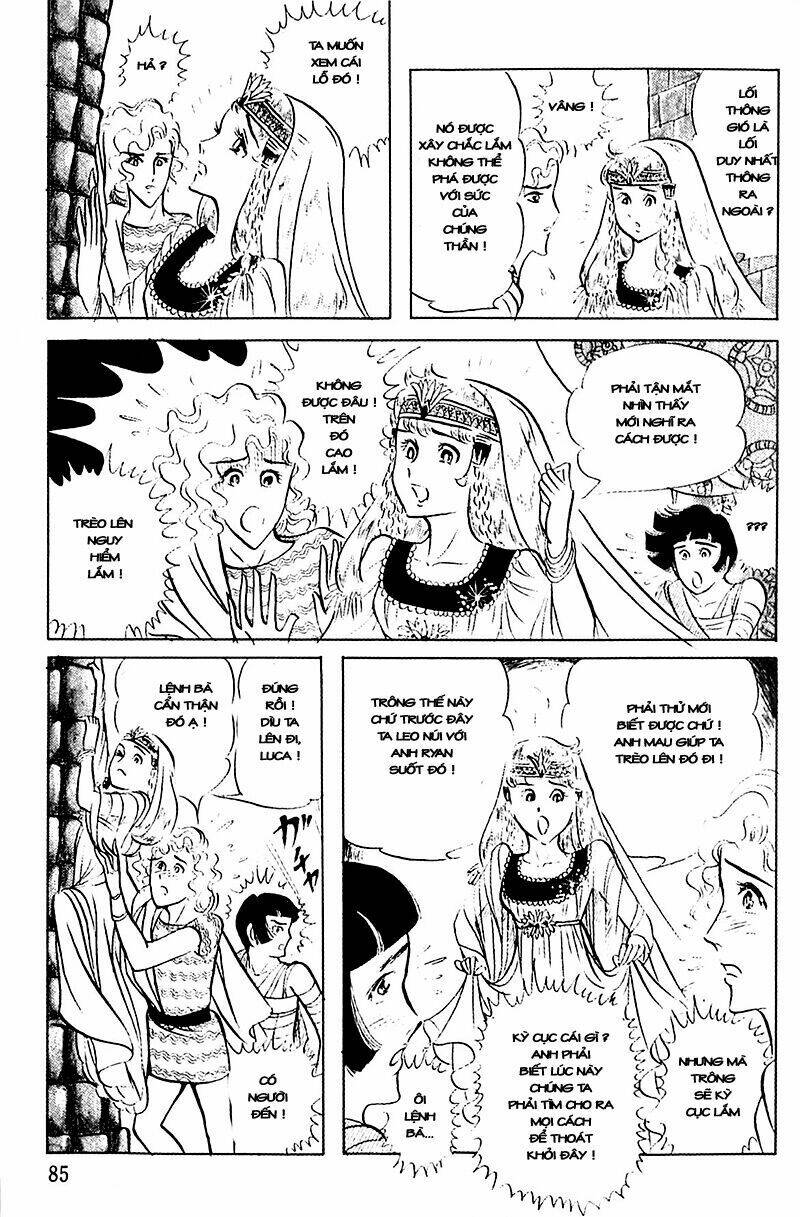 LỐI
THÔNG
GIÓ LÀ
LỐI
DUY NHẤT
THÔNG
RA
NGOÀI ?
VÂNG !
NÓ ĐƯỢC
XÂY CHẮC LẮM
KHÔNG THỂ
PHÁ ĐƯỢC
VỚI SỨC
CỦA
CHÚNG
THẦN !
TA MUỐN
XEM CÁI
LỖ ĐÓ !
HẢ ?
PHẢI TẬN MẮT
NHÌN THẤY
MỚI NGHĨ RA
CÁCH ĐƯỢC !
???
KHÔNG
ĐƯỢC ĐÂU !
TRÊN
ĐÓ
CAO
LẮM !
TRÈO LÊN
NGUY
HIỂM
LẮM !
PHẢI THỬ MỚI
BIẾT ĐƯỢC CHỨ !
ANH MAU GIÚP TA
TRÈO LÊN ĐÓ ĐI !
TRÔNG THẾ NÀY
CHỨ TRƯỚC ĐÂY
TA LEO NÚI VỚI
ANH RYAN
SUỐT ĐÓ !
NHƯNG MÀ
TRÔNG
SẼ KỲ
CỤC LẮM
KỲ CỤC CÁI GÌ ?
ANH PHẢI
BIẾT LÚC NÀY
CHÚNG TA
PHẢI TÌM CHO RA
MỌI CÁCH
ĐỂ THOÁT
KHỎI ĐÂY !
ÔI
LỆNH
BÀ...
ĐÚNG
RỒI !
DÌU TA
LÊN ĐI,
LUCA !
LỆNH BÀ
CẨN THẬN
ĐÓ Ạ !
ガチャ
CÓ
NGƯỜI
ĐẾN !
85